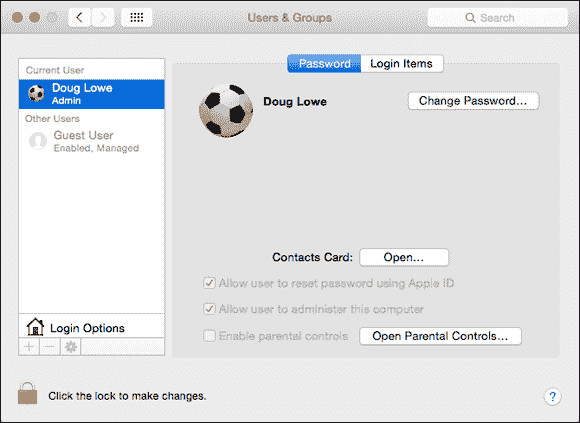 Users & Groups
Search
Current User
Doug Lowe
Admin
Other Users
Guest User
Enabled, Managed
Login Options
Password
Login Items
Doug Lowe
Change Password...
Contacts Card:
Open...
Allow user to reset password using Apple ID
Allow user to administer this computer
Enable parental controls
Open Parental Controls...
Click the lock to make changes.
?